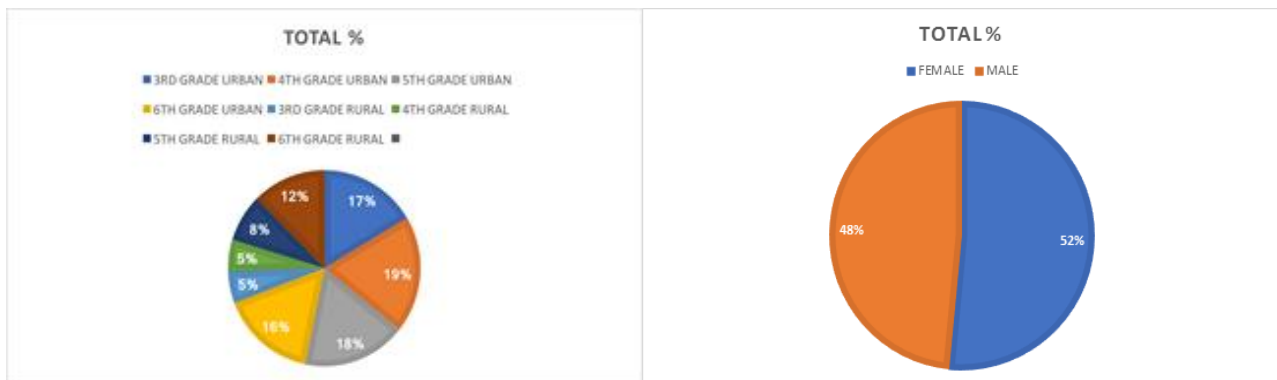 TOTAL %
3RD GRADE URBAN 4TH GRADE URBAN 5TH GRADE URBAN
6TH GRADE URBAN 3RD GRADE RURAL 4TH GRADE RURAL
5TH GRADE RURAL 6TH GRADE RURAL
12%
17%
8%
5%
19%
5%
16%
18%
TOTAL %
FEMALE MALE
48%
52%